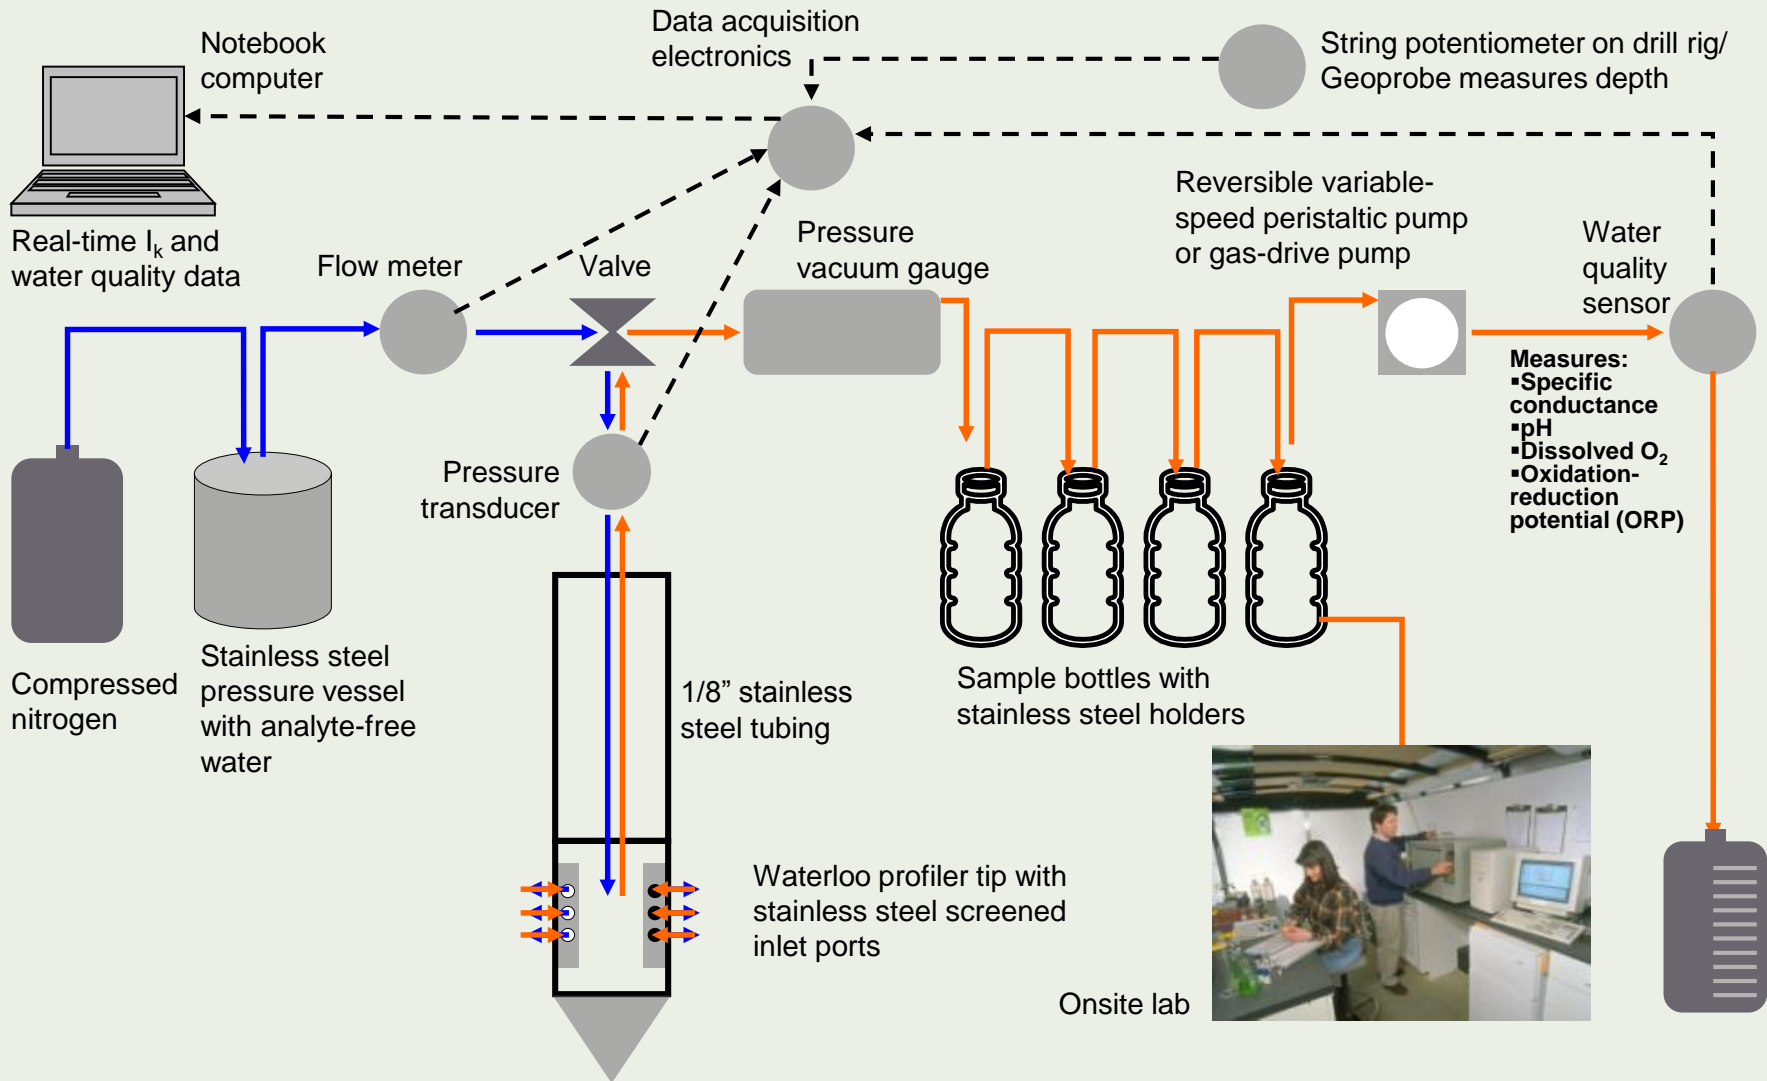 Data acquisition
electronics
Notebook
computer
String potentiometer on drill rig/
Geoprobe measures depth
Real-time Iₖ and
water quality data
Flow meter
Valve
Pressure
vacuum gauge
Reversible variable-
speed peristaltic pump
or gas-drive pump
Water
quality
sensor
Measures:
▪Specific
conductance
▪pH
▪Dissolved O₂
▪Oxidation-
reduction
potential (ORP)
Pressure
transducer
Compressed
nitrogen
Stainless steel
pressure vessel
with analyte-free
water
1/8” stainless
steel tubing
Sample bottles with
stainless steel holders
Waterloo profiler tip with
stainless steel screened
inlet ports
Onsite lab